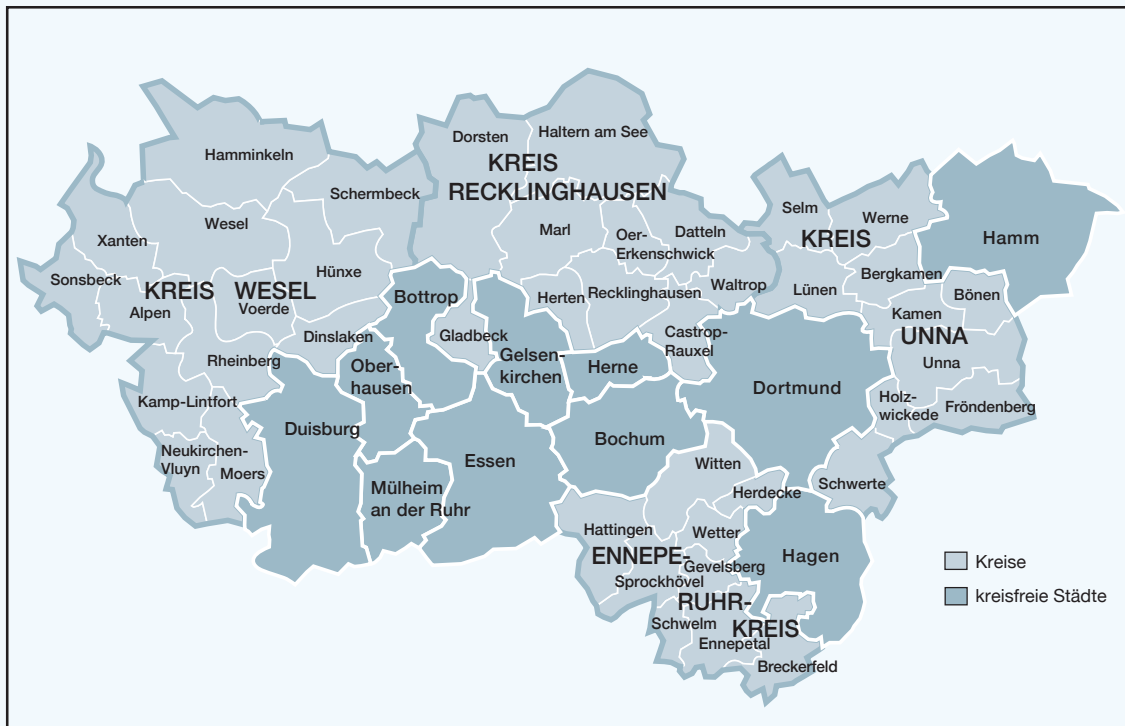 Dorsten
Haltern am See
Hamminkeln
KREIS
RECKLINGHAUSEN
Schermbeck
Selm
Werne
Wesel
Marl
Oer-
Erkenschwick
Datteln
KREIS
Hamm
Xanten
Sonsbeck
Hünxe
Bergkamen
KREIS WESEL
Bottrop
Herten
Recklinghausen
Waltrop
Lünen
Bönen
Alpen
Voerde
Kamen
Dinslaken
Gladbeck
Castrop-
Rauxel
UNNA
Rheinberg
Ober-
hausen
Gelsen-
kirchen
Herne
Dortmund
Unna
Kamp-Lintfort
Holz-
wickede
Fröndenberg
Duisburg
Bochum
Neukirchen-
Vluyn
Moers
Essen
Witten
Mülheim
an der Ruhr
Herdecke
Schwerte
Hattingen
Wetter
ENNEPE-
Hagen
Gevelsberg
Sprockhövel
RUHR-
Schwelm
KREIS
Ennepetal
Breckerfeld
Kreise
kreisfreie Städte